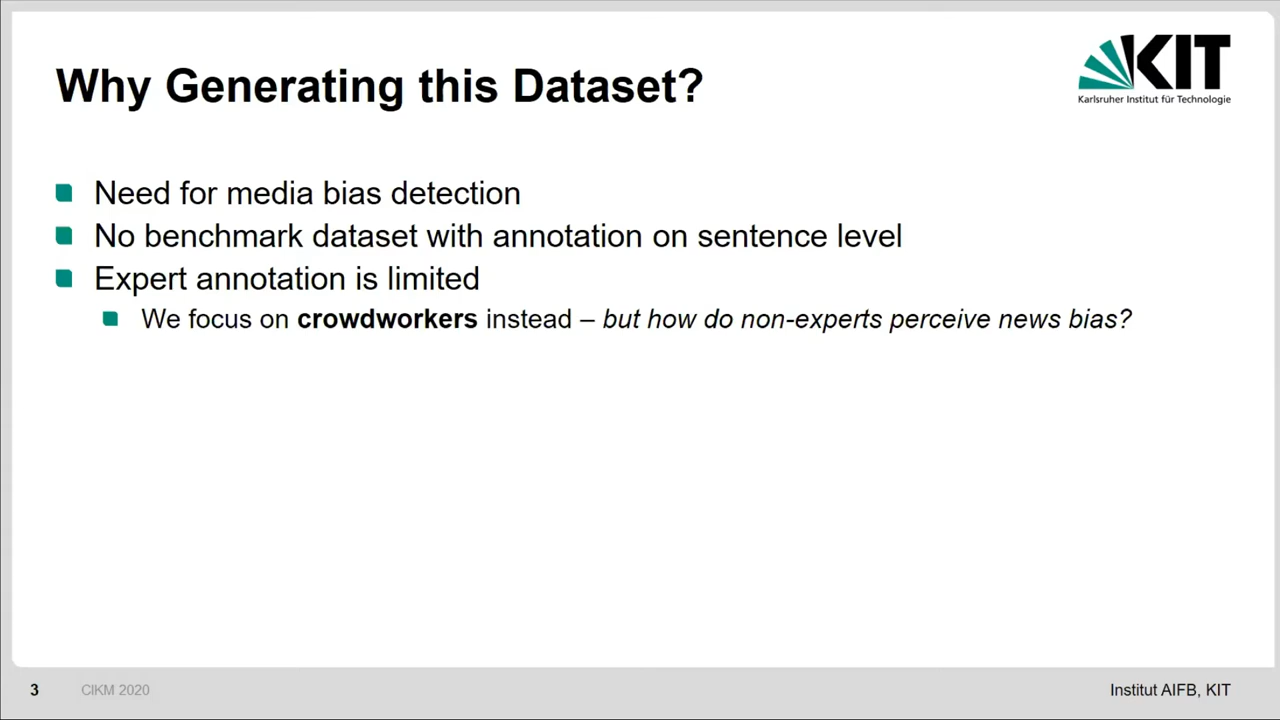 Why Generating this Dataset?
KIT
Karlsruher Institut für Technologie
Need for media bias detection
No benchmark dataset with annotation on sentence level
Expert annotation is limited
We focus on crowdworkers instead – but how do non-experts perceive news bias?
3
CIKM 2020
Institut AIFB, KIT